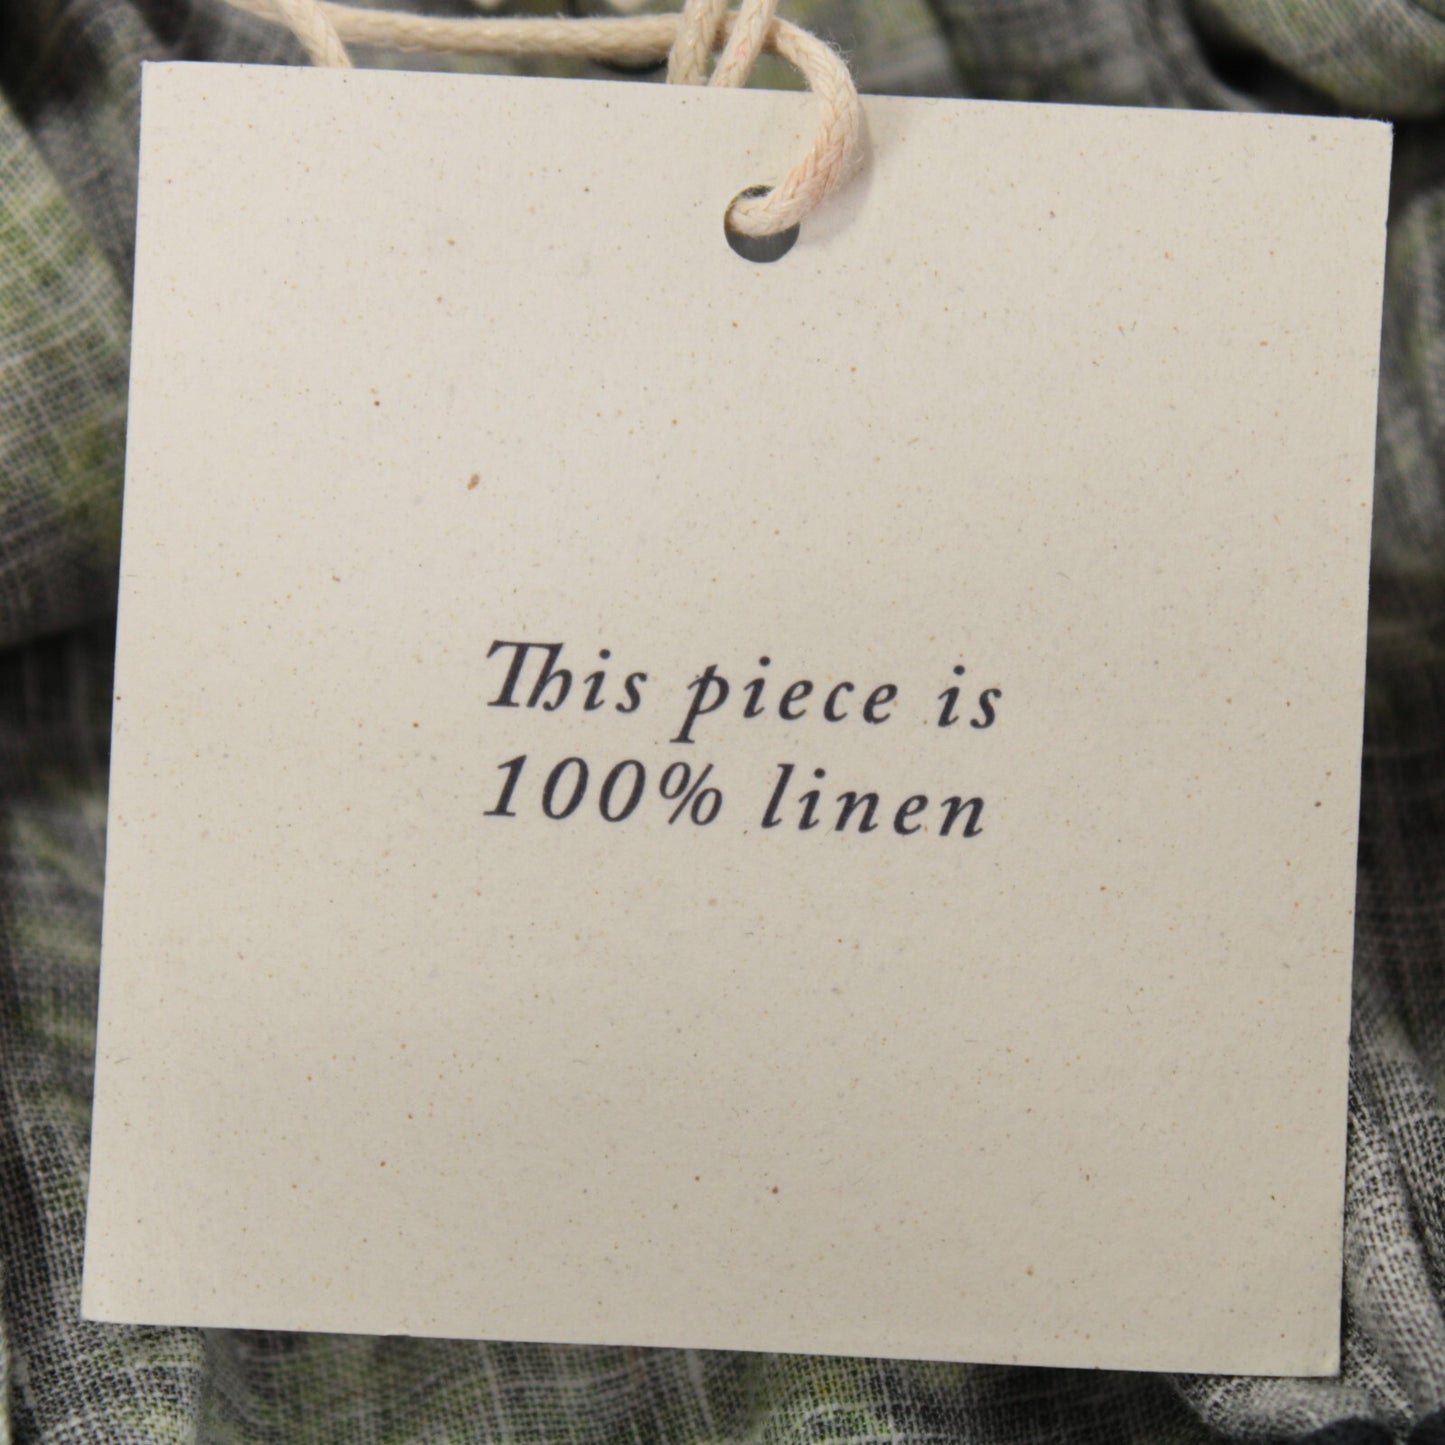 This piece is
100% linen